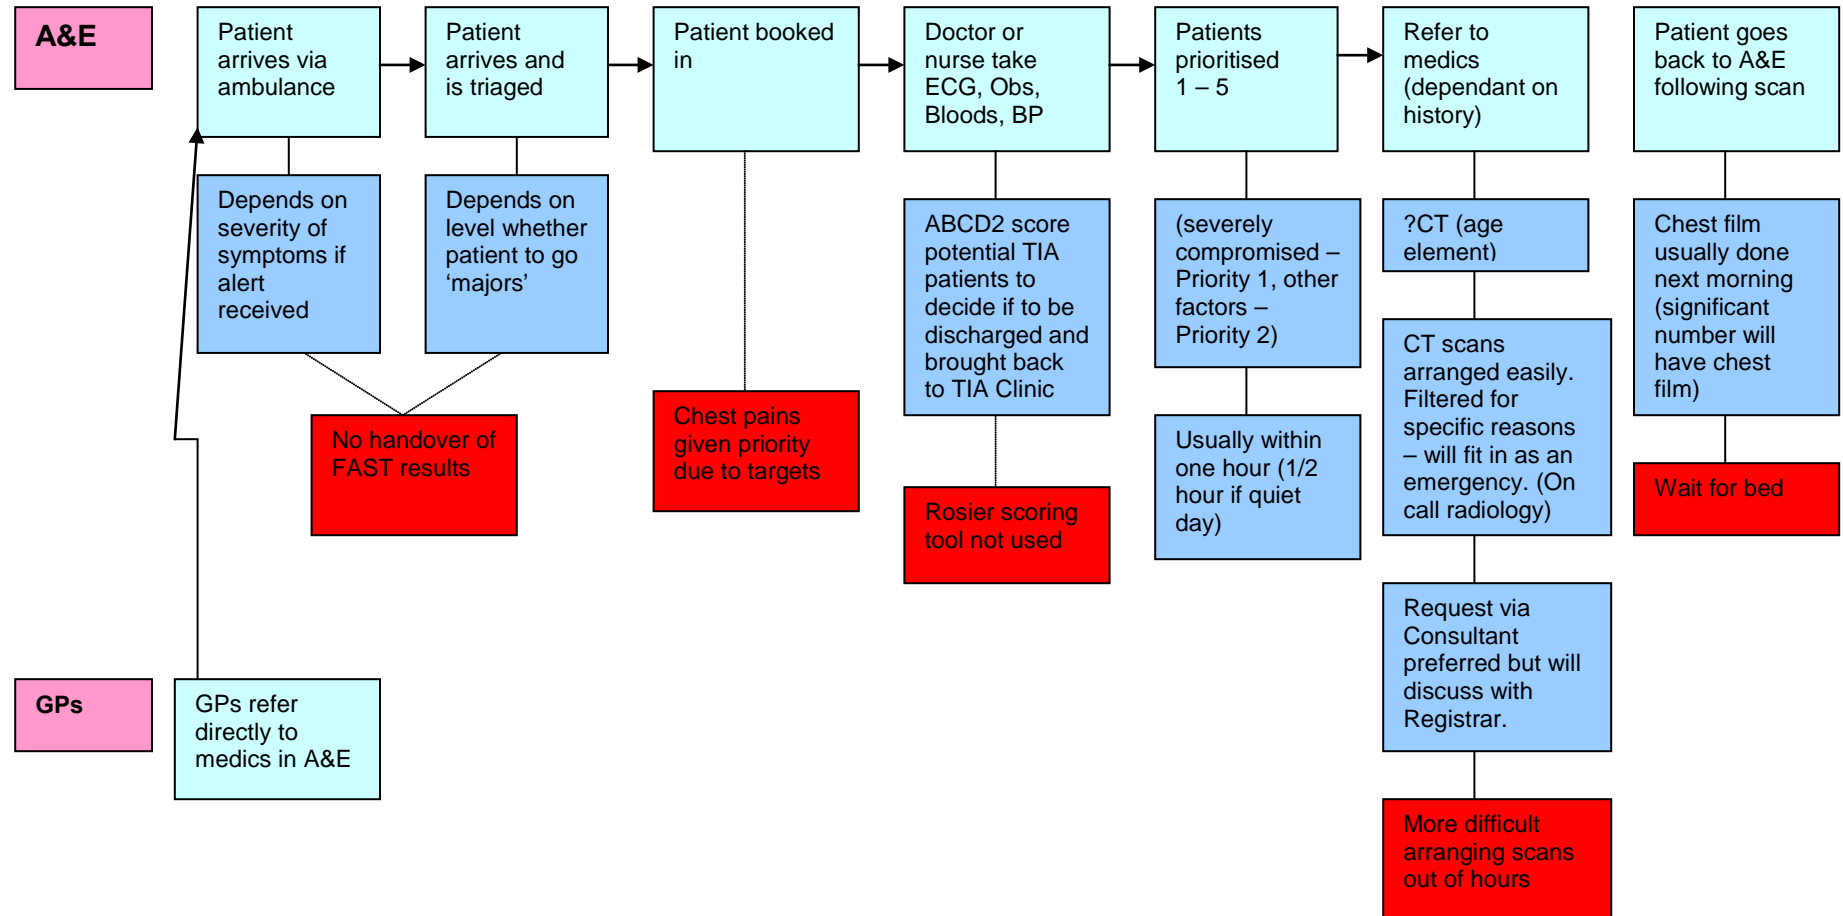 A&E
Patient
arrives via
ambulance
Patient
arrives and
is triaged
Patient booked
in
Doctor or
nurse take
ECG, Obs,
Bloods, BP
Patients
prioritised
1 – 5
Refer to
medics
(dependant on
history)
Patient goes
back to A&E
following scan
Depends on
severity of
symptoms if
alert
received
Depends on
level whether
patient to go
‘majors’
ABCD2 score
potential TIA
patients to
decide if to be
discharged and
brought back
to TIA Clinic
(severely
compromised –
Priority 1, other
factors –
Priority 2)
?CT (age
element)
Chest film
usually done
next morning
(significant
number will
have chest
film)
CT scans
arranged easily.
Filtered for
specific reasons
– will fit in as an
emergency. (On
call radiology)
No handover of
FAST results
Chest pains
given priority
due to targets
Rosier scoring
tool not used
Usually within
one hour (1/2
hour if quiet
day)
Wait for bed
Request via
Consultant
preferred but will
discuss with
Registrar.
GPs
GPs refer
directly to
medics in A&E
More difficult
arranging scans
out of hours